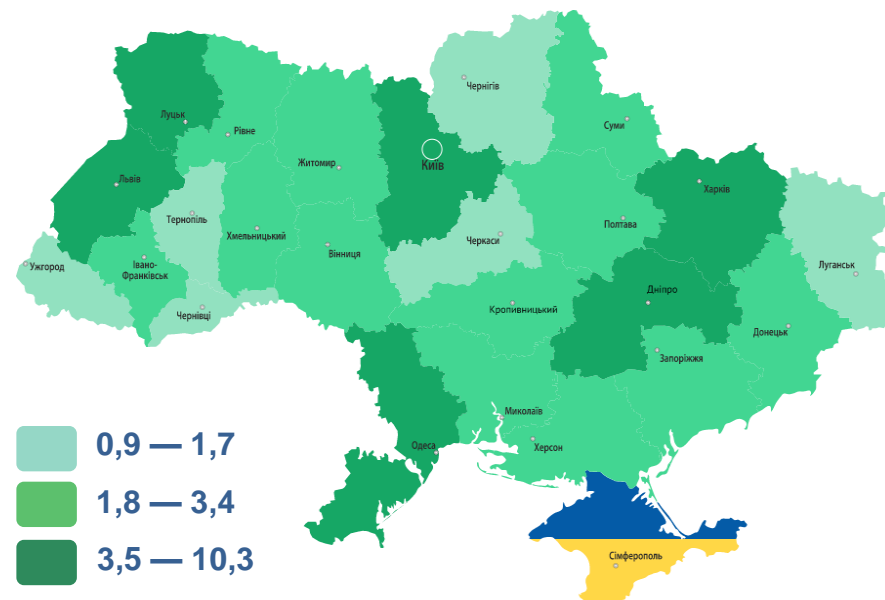 Чернігів
Луцьк
Суми
Рівне
Київ
Житомир
Львів
Харків
Тернопіль
Полтава
Хмельницький
Черкаси
Вінниця
Ужгород
Івано-
Франківськ
Луганськ
Дніпро
Кропивницький
Чернівці
Донецьк
Запоріжжя
Миколаїв
Одеса
Херсон
0,9 — 1,7
1,8 — 3,4
3,5 — 10,3
Сімферополь